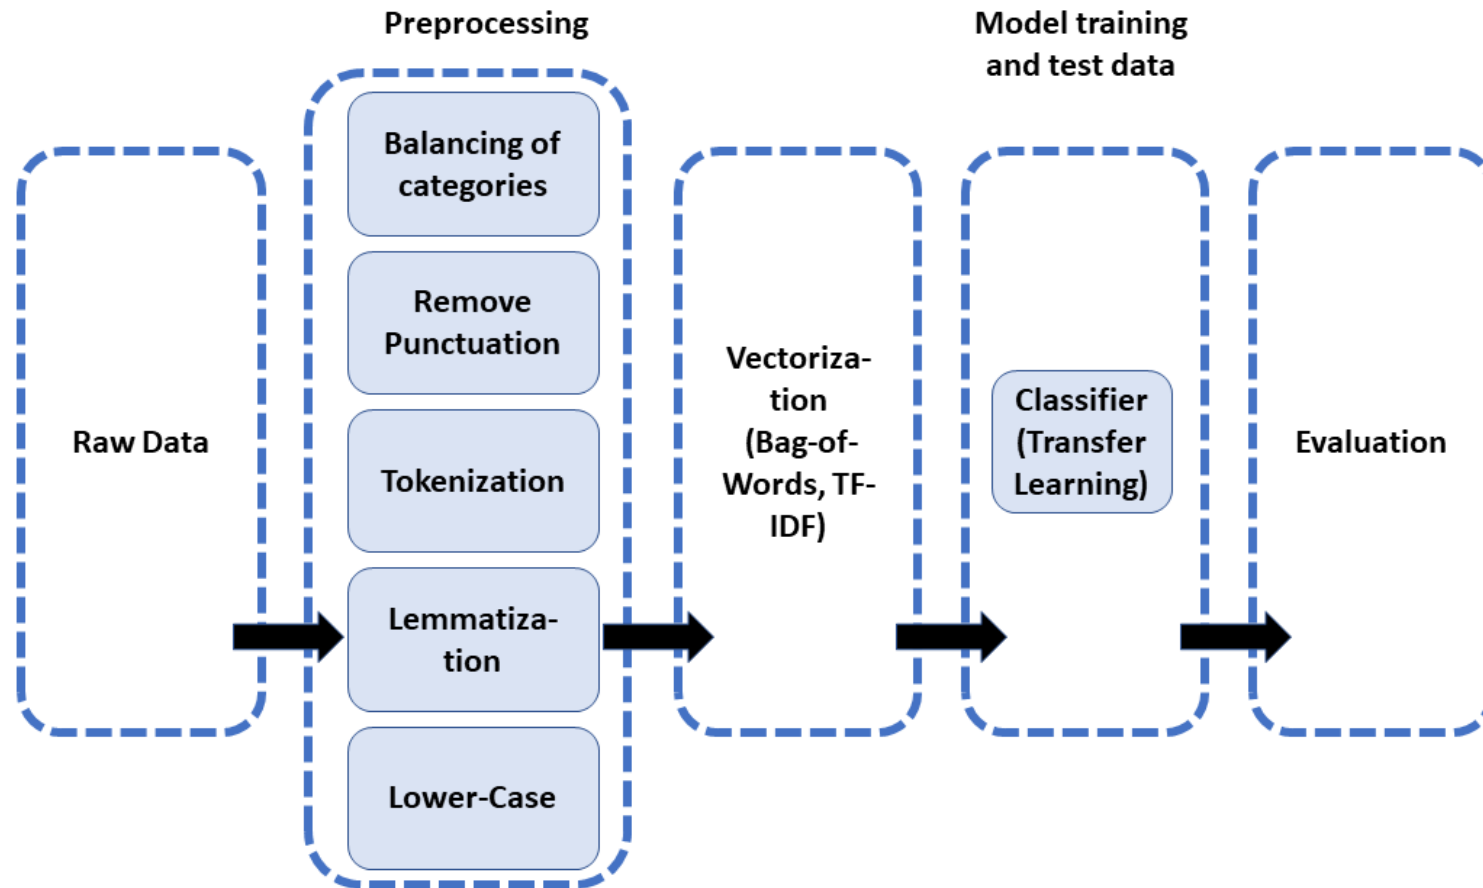 Preprocessing
Model training
and test data
Raw Data
Balancing of
categories
Remove
Punctuation
Tokenization
Lemmatiza-
tion
Lower-Case
Vectoriza-
tion
(Bag-of-
Words, TF-
IDF)
Classifier
(Transfer
Learning)
Evaluation